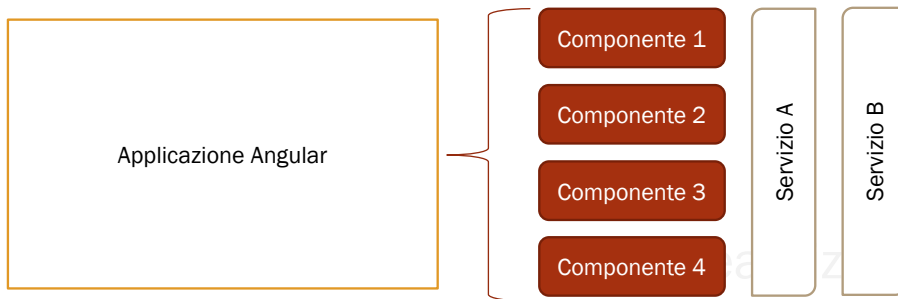 Applicazione Angular
Componente 1
Componente 2
Componente 3
Componente 4
Servizio A
Servizio B